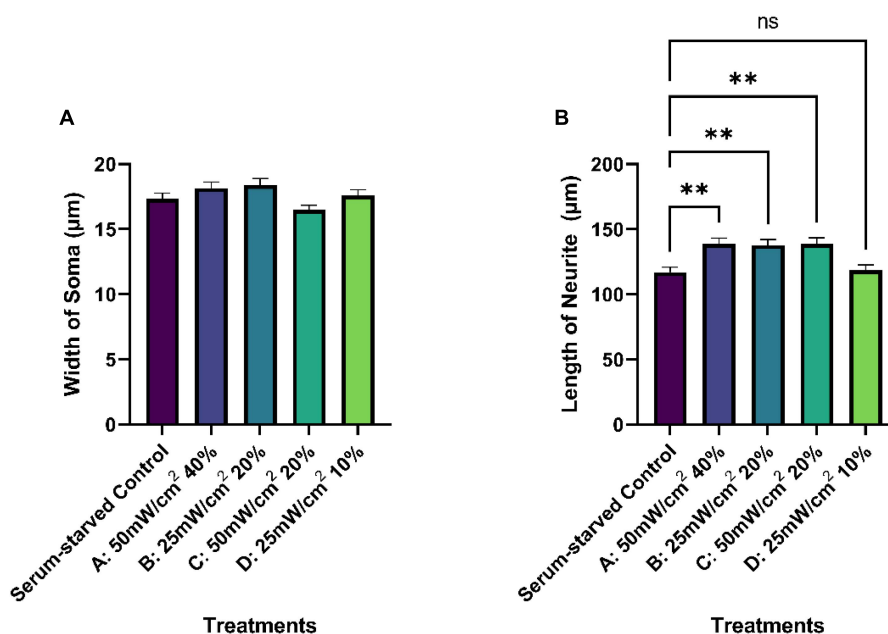 A
Width of Soma (µm)
20
15
10
5
0
Serum-starved Control
A: 50mW/cm² 40%
B: 25mW/cm² 20%
C: 50mW/cm² 20%
D: 25mW/cm² 10%
Treatments
B
ns
**
**
**
Length of Neurite (µm)
200
150
100
50
0
Serum-starved Control
A: 50mW/cm² 40%
B: 25mW/cm² 20%
C: 50mW/cm² 20%
D: 25mW/cm² 10%
Treatments